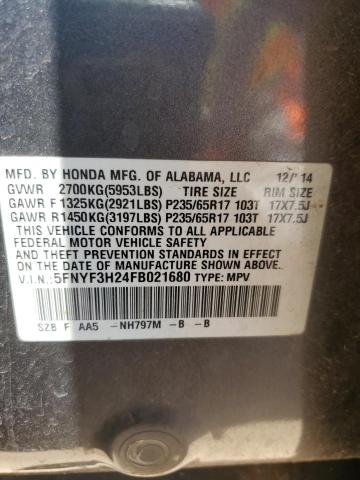 MFD. BY HONDA MFG. OF ALABAMA, LLC 12/'14
GVWR 2700KG(5953LBS) TIRE SIZE RIM SIZE
GAWR F 1325KG(2921LBS) P235/65R17 103T 17X7.5J
GAWR R 1450KG(3197LBS) P235/65R17 103T 17X7.5J
THIS VEHICLE CONFORMS TO ALL APPLICABLE
FEDERAL MOTOR VEHICLE SAFETY AND
THEFT PREVENTION STANDARDS IN EFFECT
ON THE DATE OF MANUFACTURE SHOWN
ABOVE.
V.I.N.: 5FNYF3H24FB021680 TYPE: MPV
SZB F AA5 -NH797M -B -B